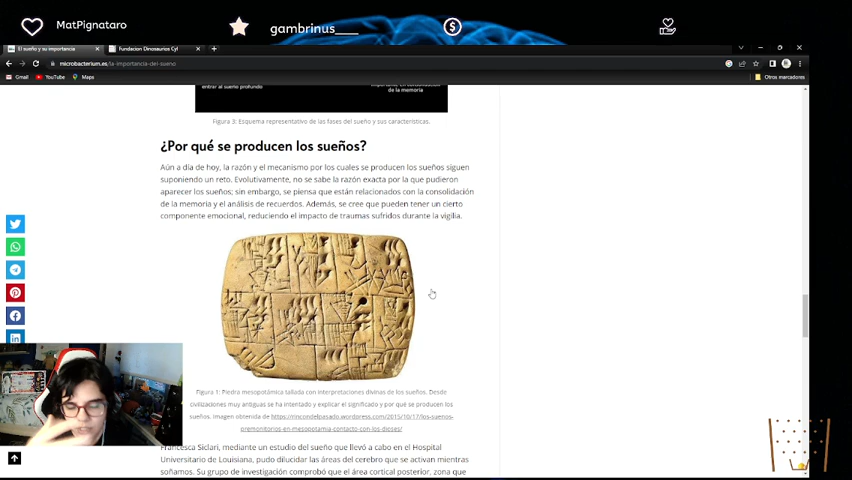 MatPignataro
gambrinus____
El sueño y su importancia
Fundacion Dinosaurios Cyl
microbacterium.es/la-importancia-del-sueno
Gmail
YouTube
Maps
Otros marcadores
entrar al sueño profundo
de la memoria
Figura 3: Esquema representativo de las fases del sueño y sus características.
¿Por qué se producen los sueños?
Aún a día de hoy, la razón y el mecanismo por los cuales se producen los sueños siguen
suponiendo un reto. Evolutivamente, no se sabe la razón exacta por la que pudieron
aparecer los sueños; sin embargo, se piensa que están relacionados con la consolidación
de la memoria y el análisis de recuerdos. Además, se cree que pueden tener un cierto
componente emocional, reduciendo el impacto de traumas sufridos durante la vigilia.
Figura 1: Piedra mesopotámica tallada con interpretaciones divinas de los sueños. Desde
civilizaciones muy antiguas se ha intentado y explicar el significado y por qué se producen los
sueños. Imagen obtenida de https://rincondelpasado.wordpress.com/2015/10/17/los-suenos-
premonitorios-en-mesopotamia-contacto-con-los-dioses/
Francesca Siclari, mediante un estudio del sueño que llevó a cabo en el Hospital
Universitario de Louisiana, pudo dilucidar las áreas del cerebro que se activan mientras
soñamos. Su grupo de investigación comprobó que el área cortical posterior, zona que